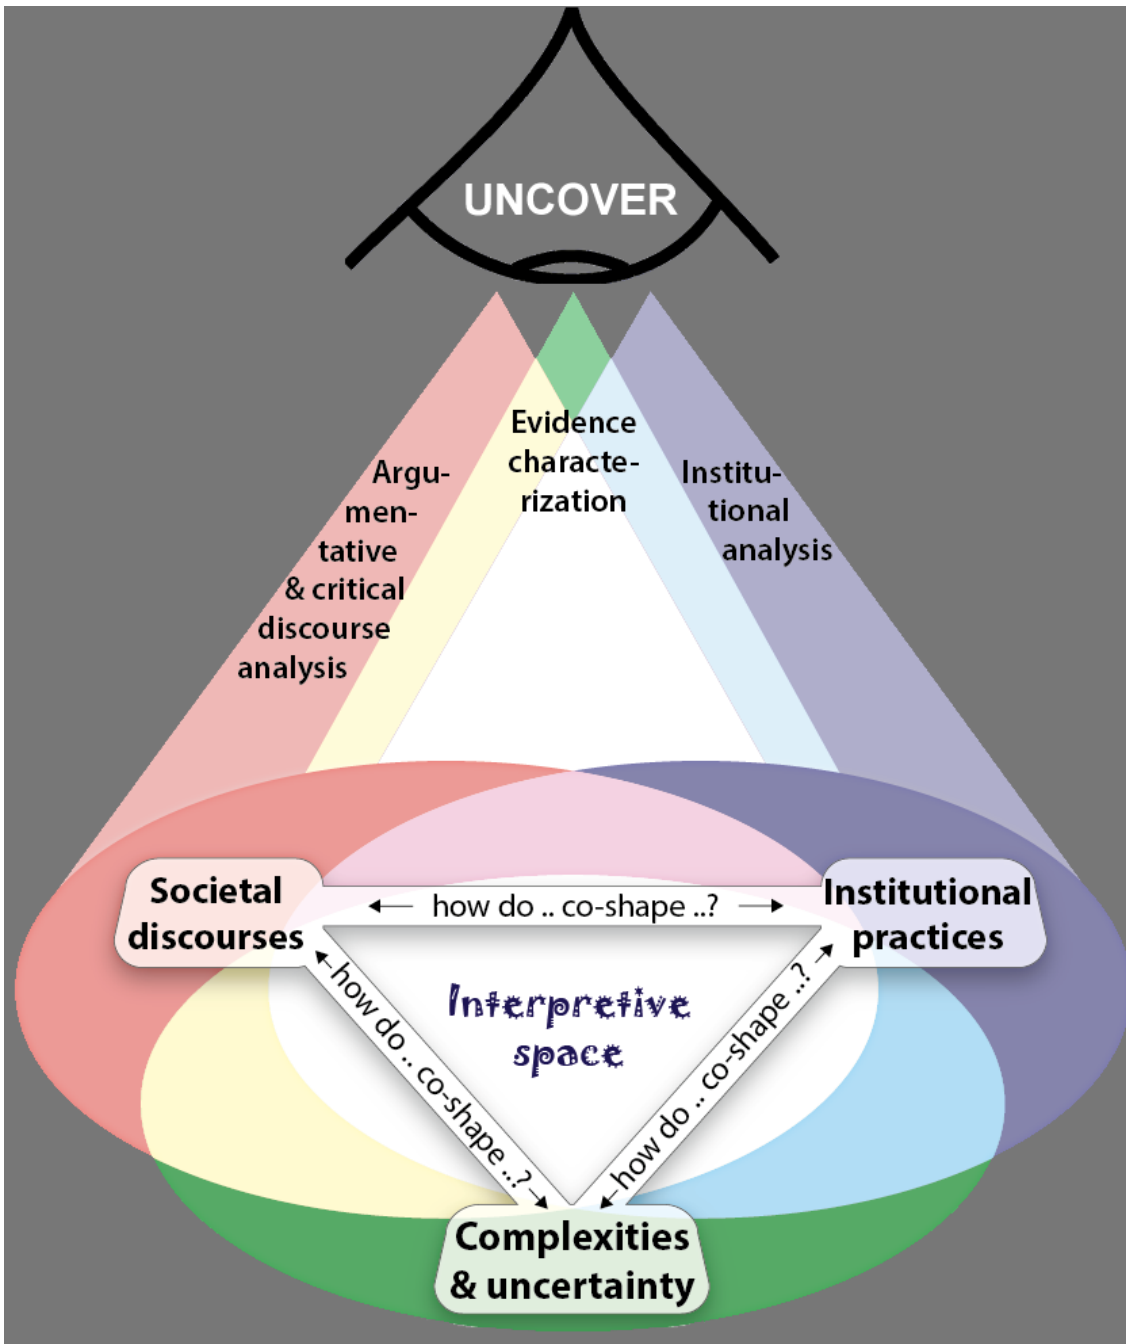 UNCOVER
Evidence
characte-
rization
Argu-
men-
tative
& critical
discourse
analysis
Institu-
tional
analysis
Societal
discourses
how do .. co-shape ..?
Institutional
practices
Interpretive
space
how do .. co-shape ..?
how do .. co-shape ..?
Complexities
& uncertainty